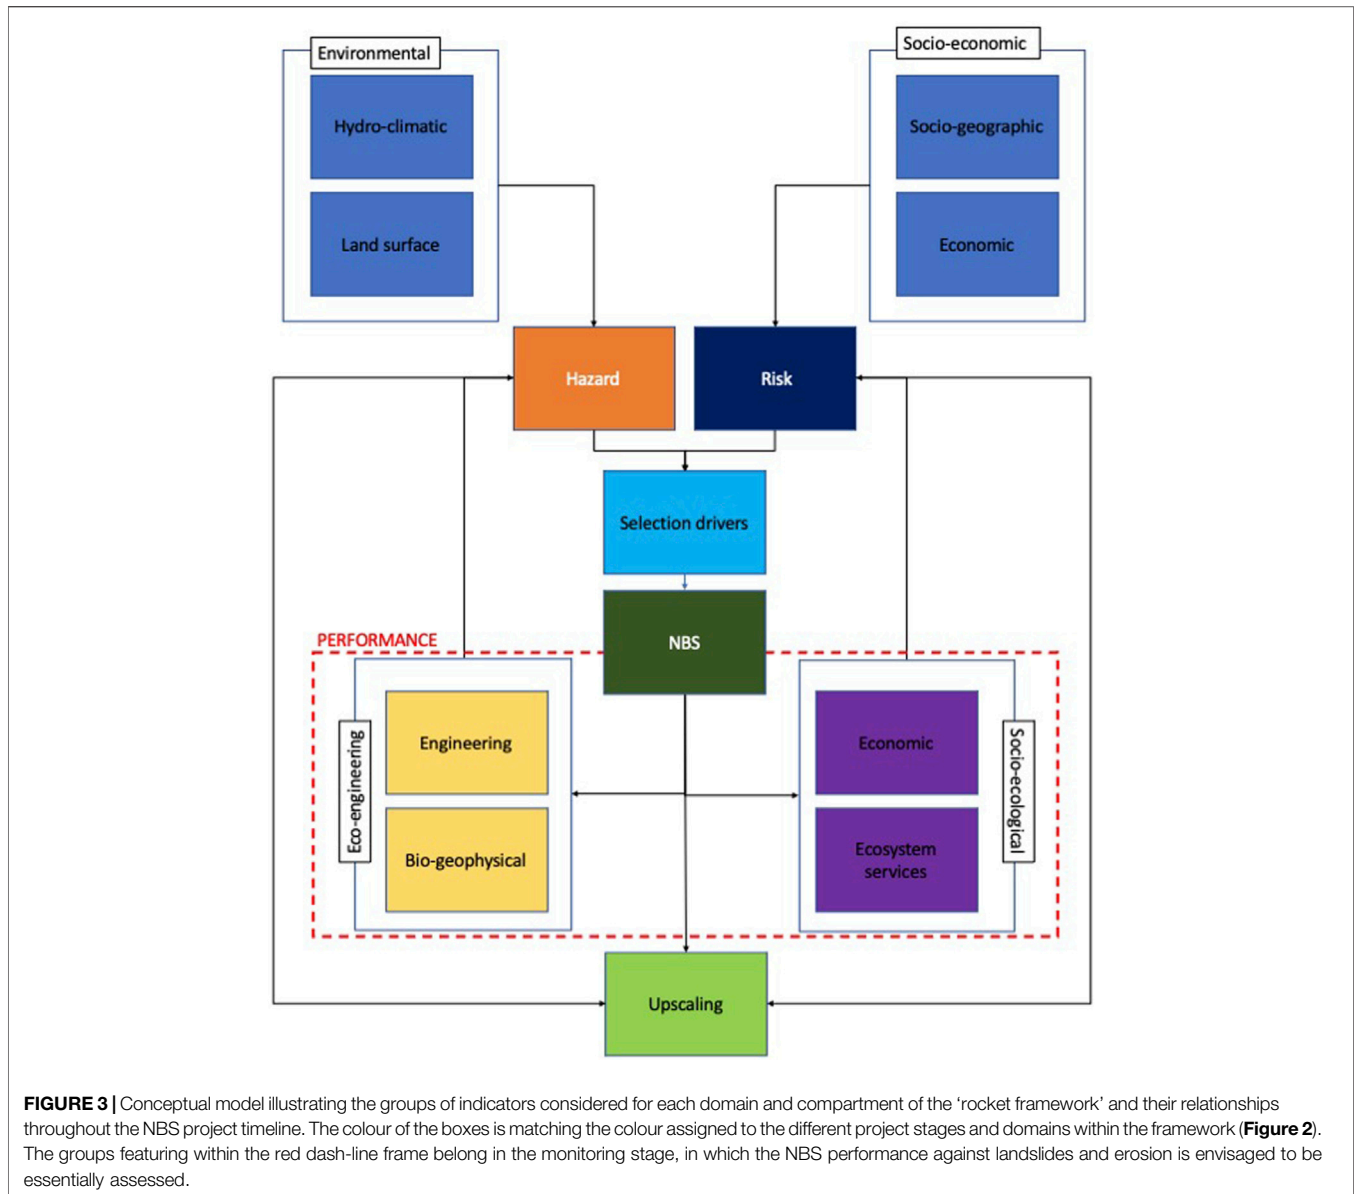 Environmental
Socio-economic
Hydro-climatic
Socio-geographic
Land surface
Economic
Hazard
Risk
Selection drivers
NBS
PERFORMANCE
Eco-engineering
Engineering
Bio-geophysical
Economic
Ecosystem
services
Socio-ecological
Upscaling
FIGURE 3 | Conceptual model illustrating the groups of indicators considered for each domain and compartment of the ‘rocket framework’ and their relationships
throughout the NBS project timeline. The colour of the boxes is matching the colour assigned to the different project stages and domains within the framework (Figure 2).
The groups featuring within the red dash-line frame belong in the monitoring stage, in which the NBS performance against landslides and erosion is envisaged to be
essentially assessed.